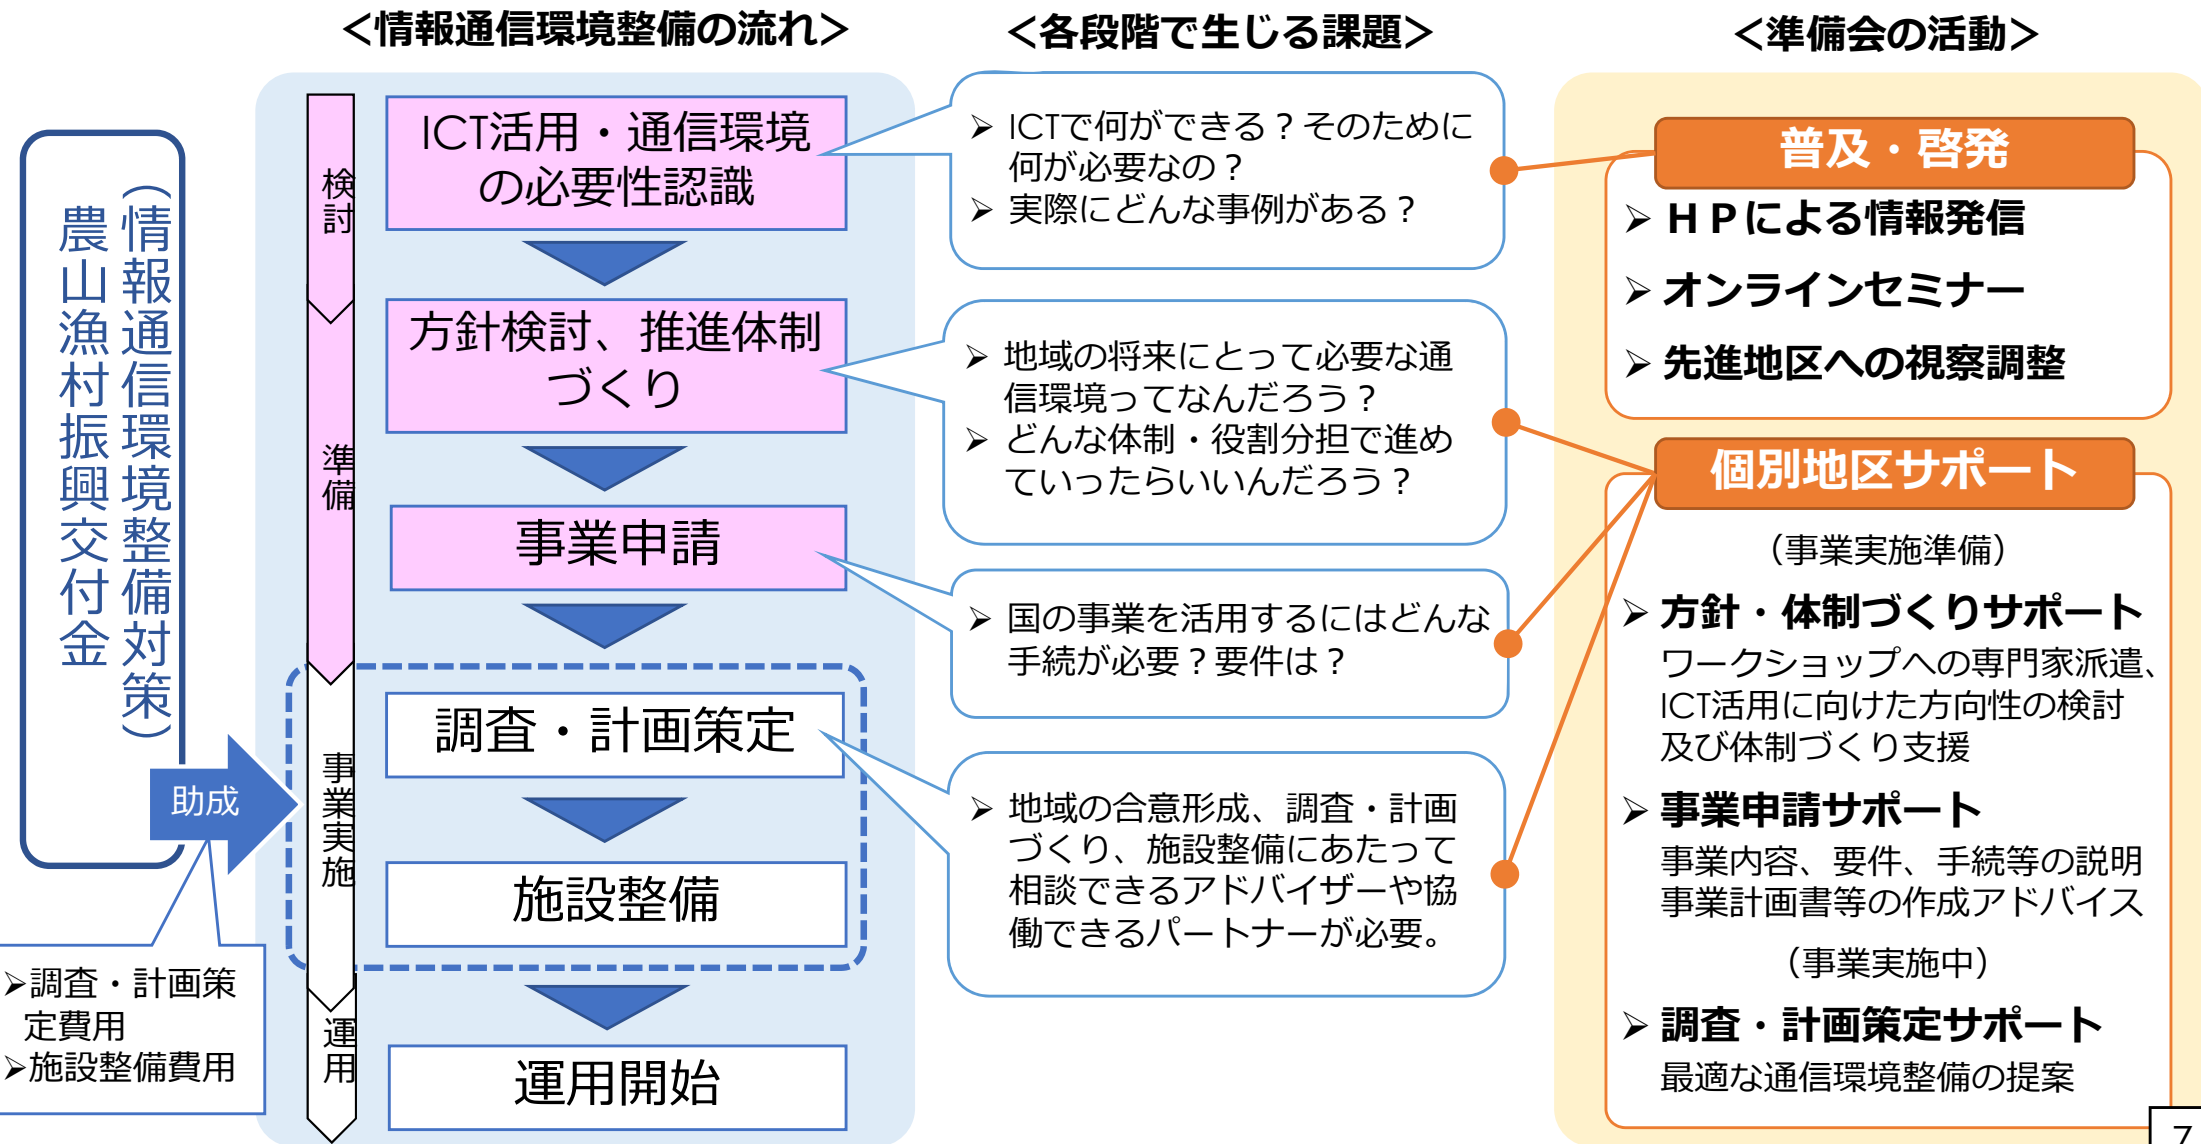 ＜情報通信環境整備の流れ＞
＜各段階で生じる課題＞
＜準備会の活動＞
農山漁村振興交付金
（情報通信環境整備対策）
助成
➢調査・計画策
定費用
➢施設整備費用
検討
準備
事業実施
運用
ICT活用・通信環境
の必要性認識
方針検討、推進体制
づくり
事業申請
調査・計画策定
施設整備
運用開始
➢ ICTで何ができる？そのために
何が必要なの？
➢ 実際にどんな事例がある？
➢ 地域の将来にとって必要な通
信環境ってなんだろう？
➢ どんな体制・役割分担で進め
ていったらいいんだろう？
➢ 国の事業を活用するにはどんな
手続が必要？要件は？
➢ 地域の合意形成、調査・計画
づくり、施設整備にあたって
相談できるアドバイザーや協
働できるパートナーが必要。
普及・啓発
➢ ＨＰによる情報発信
➢ オンラインセミナー
➢ 先進地区への視察調整
個別地区サポート
（事業実施準備）
➢ 方針・体制づくりサポート
ワークショップへの専門家派遣、
ICT活用に向けた方向性の検討
及び体制づくり支援
➢ 事業申請サポート
事業内容、要件、手続等の説明
事業計画書等の作成アドバイス
（事業実施中）
➢ 調査・計画策定サポート
最適な通信環境整備の提案
7